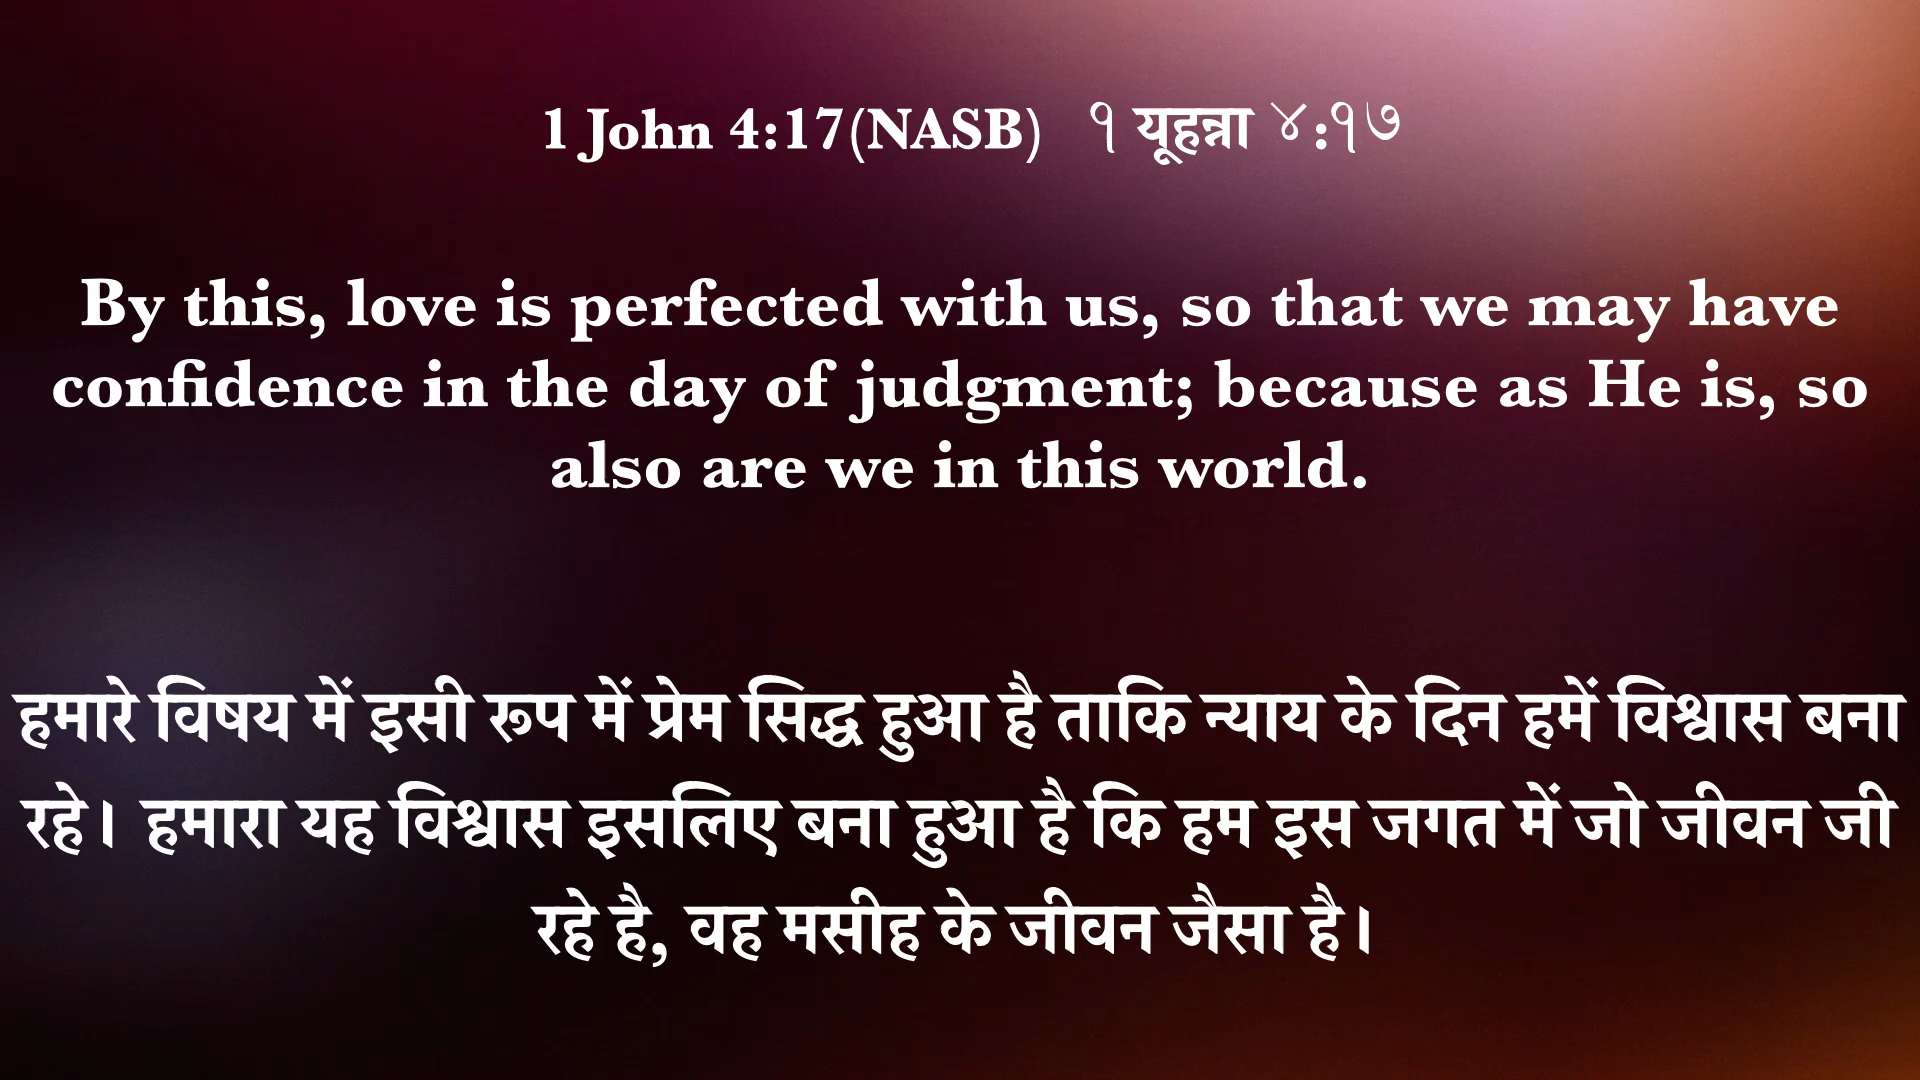 1 John 4:17(NASB) १ यूहन्ना ४:१७
By this, love is perfected with us, so that we may have
confidence in the day of judgment; because as He is, so
also are we in this world.
हमारे विषय में इसी रूप में प्रेम सिद्ध हुआ है ताकि न्याय के दिन हमें विश्वास बना
रहे। हमारा यह विश्वास इसलिए बना हुआ है कि हम इस जगत में जो जीवन जी
रहे है, वह मसीह के जीवन जैसा है।